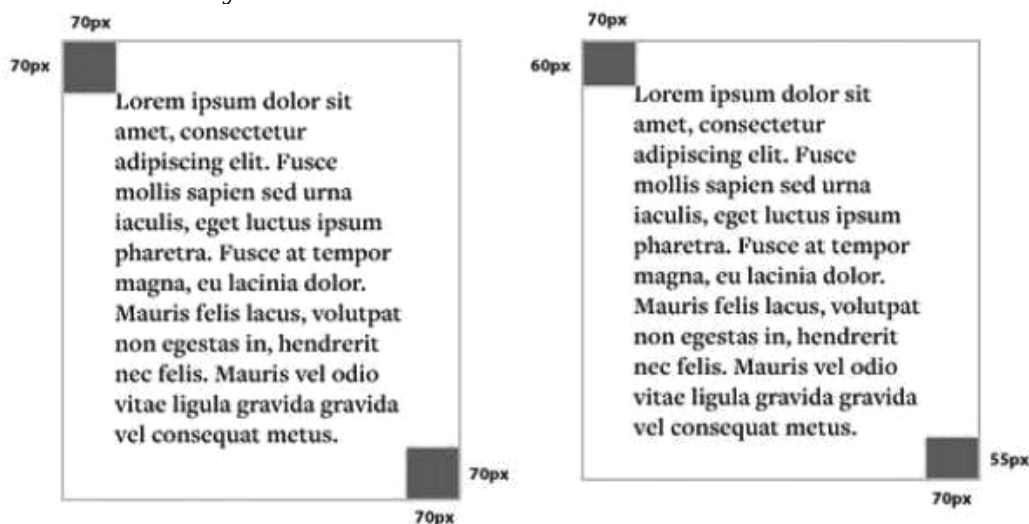 70px
70px
Lorem ipsum dolor sit
amet, consectetur
adipiscing elit. Fusce
mollis sapien sed urna
iaculis, eget luctus ipsum
pharetra. Fusce at tempor
magna, eu lacinia dolor.
Mauris felis lacus, volutpat
non egestas in, hendrerit
nec felis. Mauris vel odio
vitae ligula gravida gravida
vel consequat metus.
70px
70px
70px
60px
Lorem ipsum dolor sit
amet, consectetur
adipiscing elit. Fusce
mollis sapien sed urna
iaculis, eget luctus ipsum
pharetra. Fusce at tempor
magna, eu lacinia dolor.
Mauris felis lacus, volutpat
non egestas in, hendrerit
nec felis. Mauris vel odio
vitae ligula gravida gravida
vel consequat metus.
55px
70px